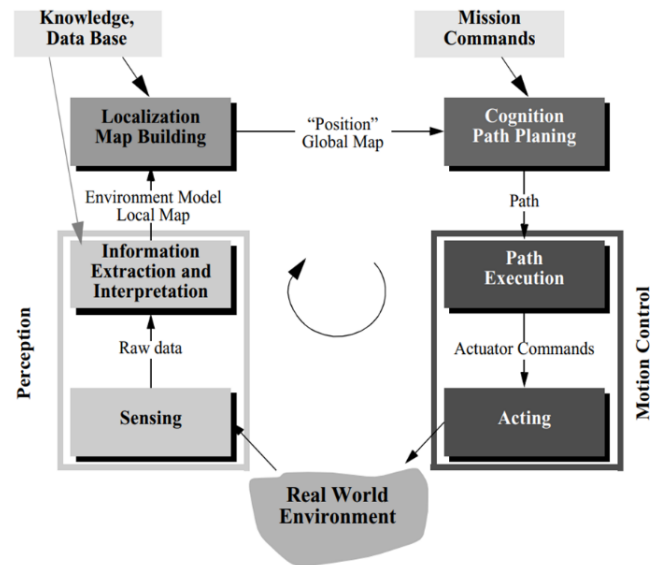 Knowledge,
Data Base
Mission
Commands
Localization
Map Building
“Position”
Global Map
Cognition
Path Planing
Environment Model
Local Map
Path
Information
Extraction and
Interpretation
Path
Execution
Perception
Raw data
Actuator Commands
Motion Control
Sensing
Acting
Real World
Environment